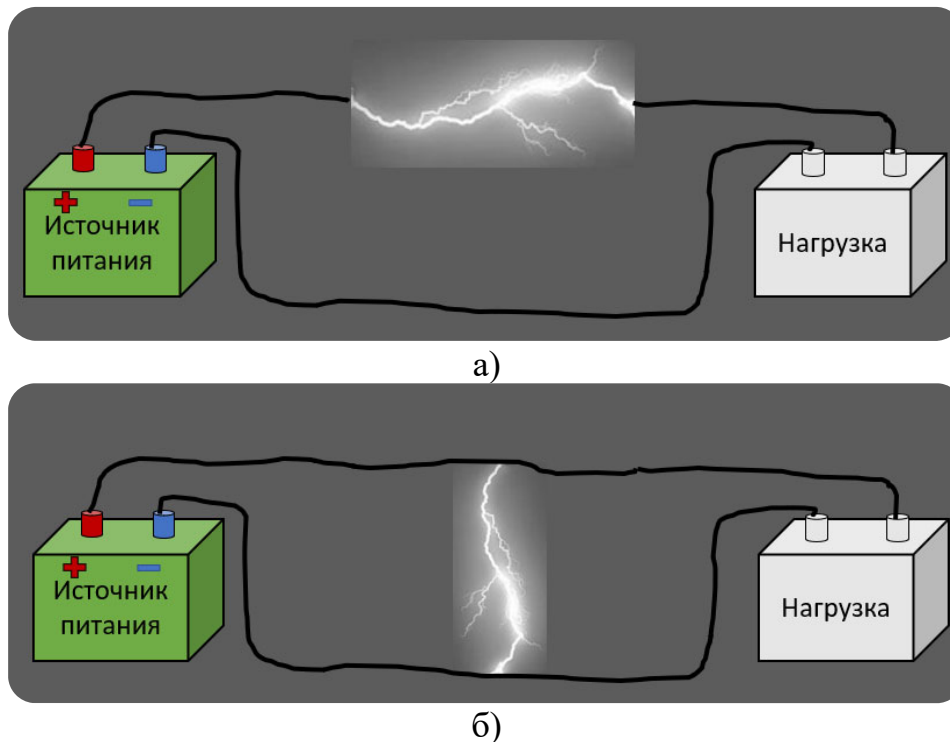 + −
Источник
питания
Нагрузка
а)
+ −
Источник
питания
Нагрузка
б)